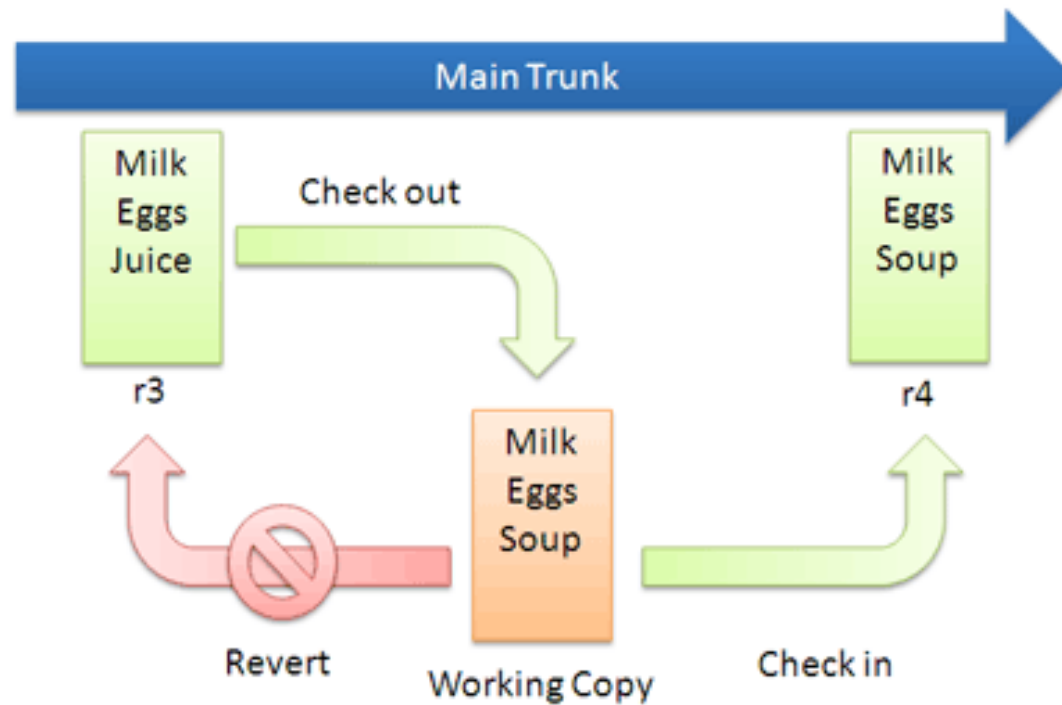 Main Trunk
Milk
Eggs
Juice
r3
Check out
Milk
Eggs
Soup
r4
Milk
Eggs
Soup
Working Copy
Revert
Check in